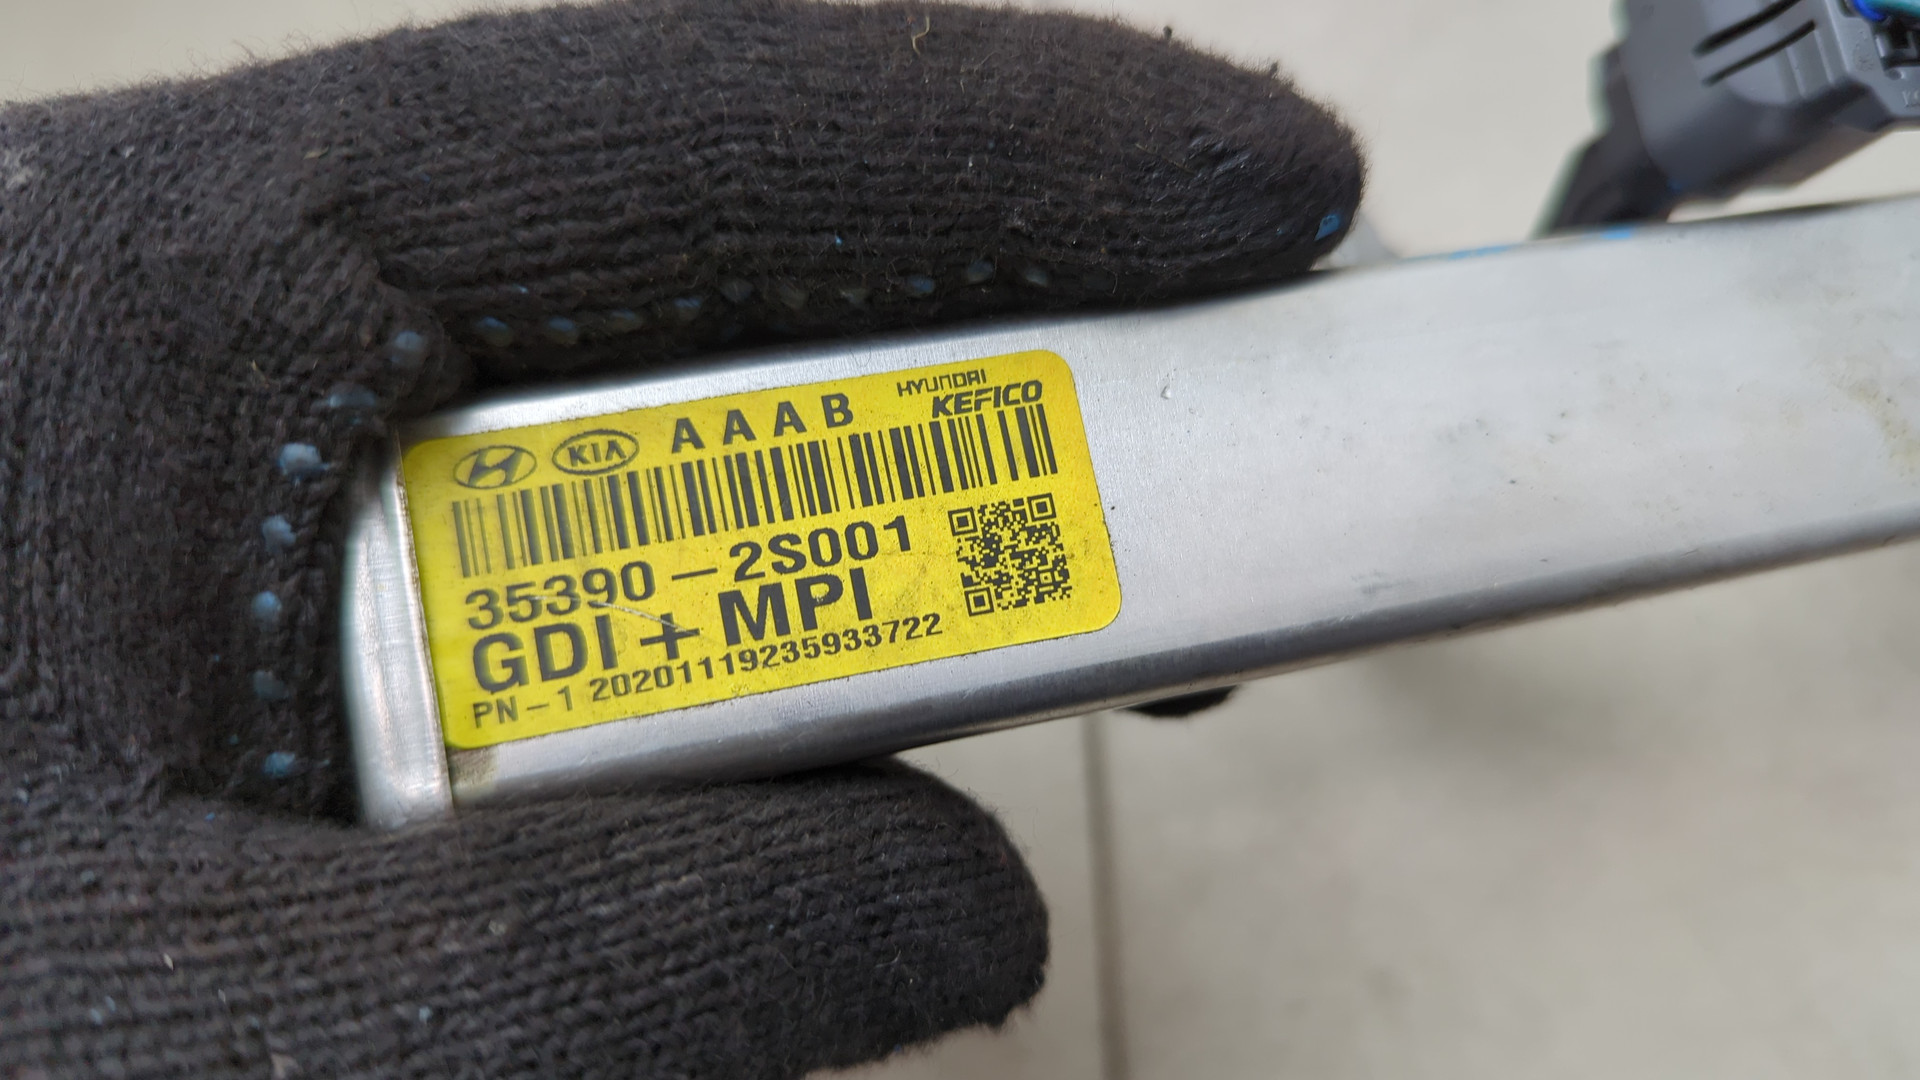 KIA AAAB HYUNDAI
KEFICO
35390-2S001
GDI+MPI
PN-1 20201119235933722